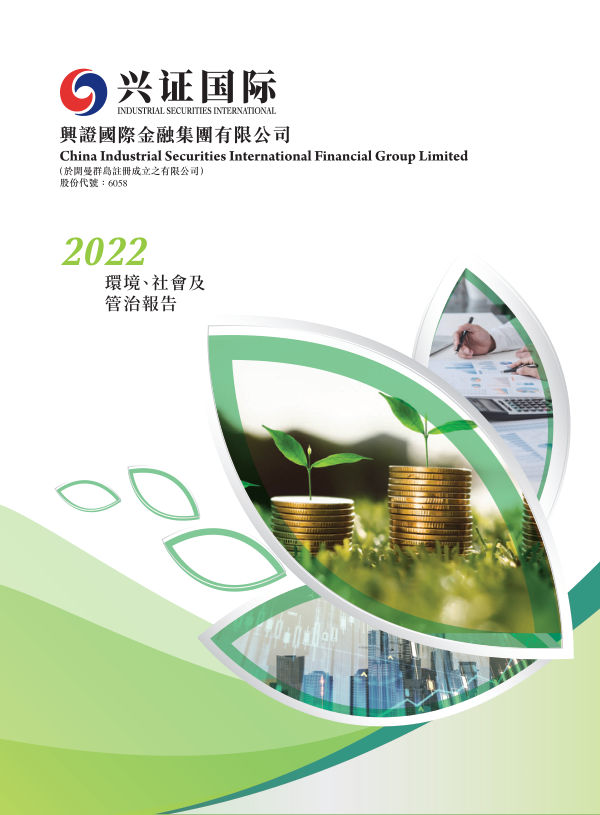 兴证国际
INDUSTRIAL SECURITIES INTERNATIONAL
興證國際金融集團有限公司
China Industrial Securities International Financial Group Limited
(於開曼群島註冊成立之有限公司)
股份代號：6058
2022
環境、社會及
管治報告